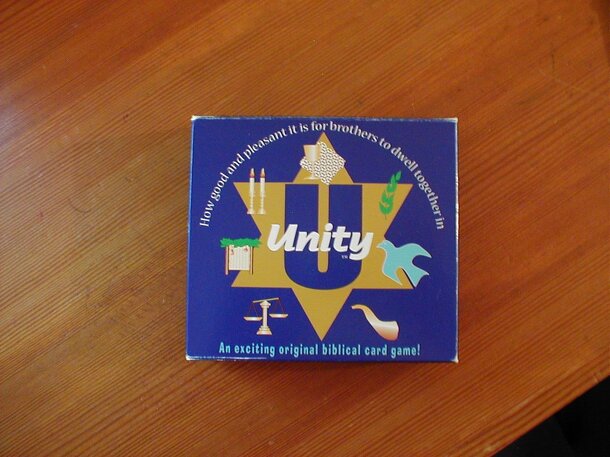 How good and pleasant it is for brothers to dwell together in
U
Unity
An exciting original biblical card game!